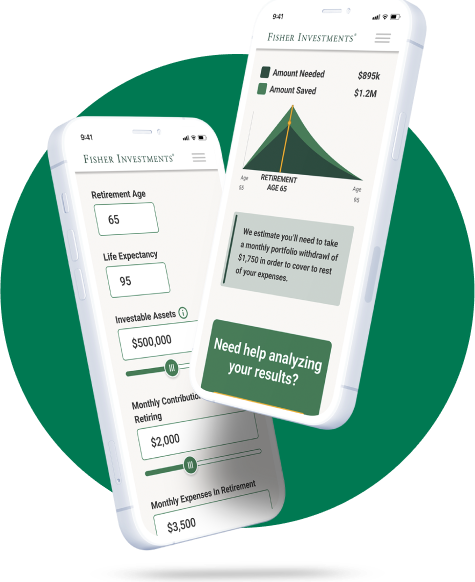 9:41
FISHER INVESTMENTS®
Retirement Age
65
Life Expectancy
95
Investable Assets
$500,000
Monthly Contributio
Retiring
$2,000
Monthly Expenses in Retirement
$3,500
9:41
FISHER INVESTMENTS®
Amount Needed $895k
Amount Saved $1.2M
Age
RETIREMENT
AGE 65
Age
95
We estimate you'll need to take
a monthly portfolio withdrawl of
$1,750 in order to cover to rest
of your expenses.
Need help analyzing
your results?